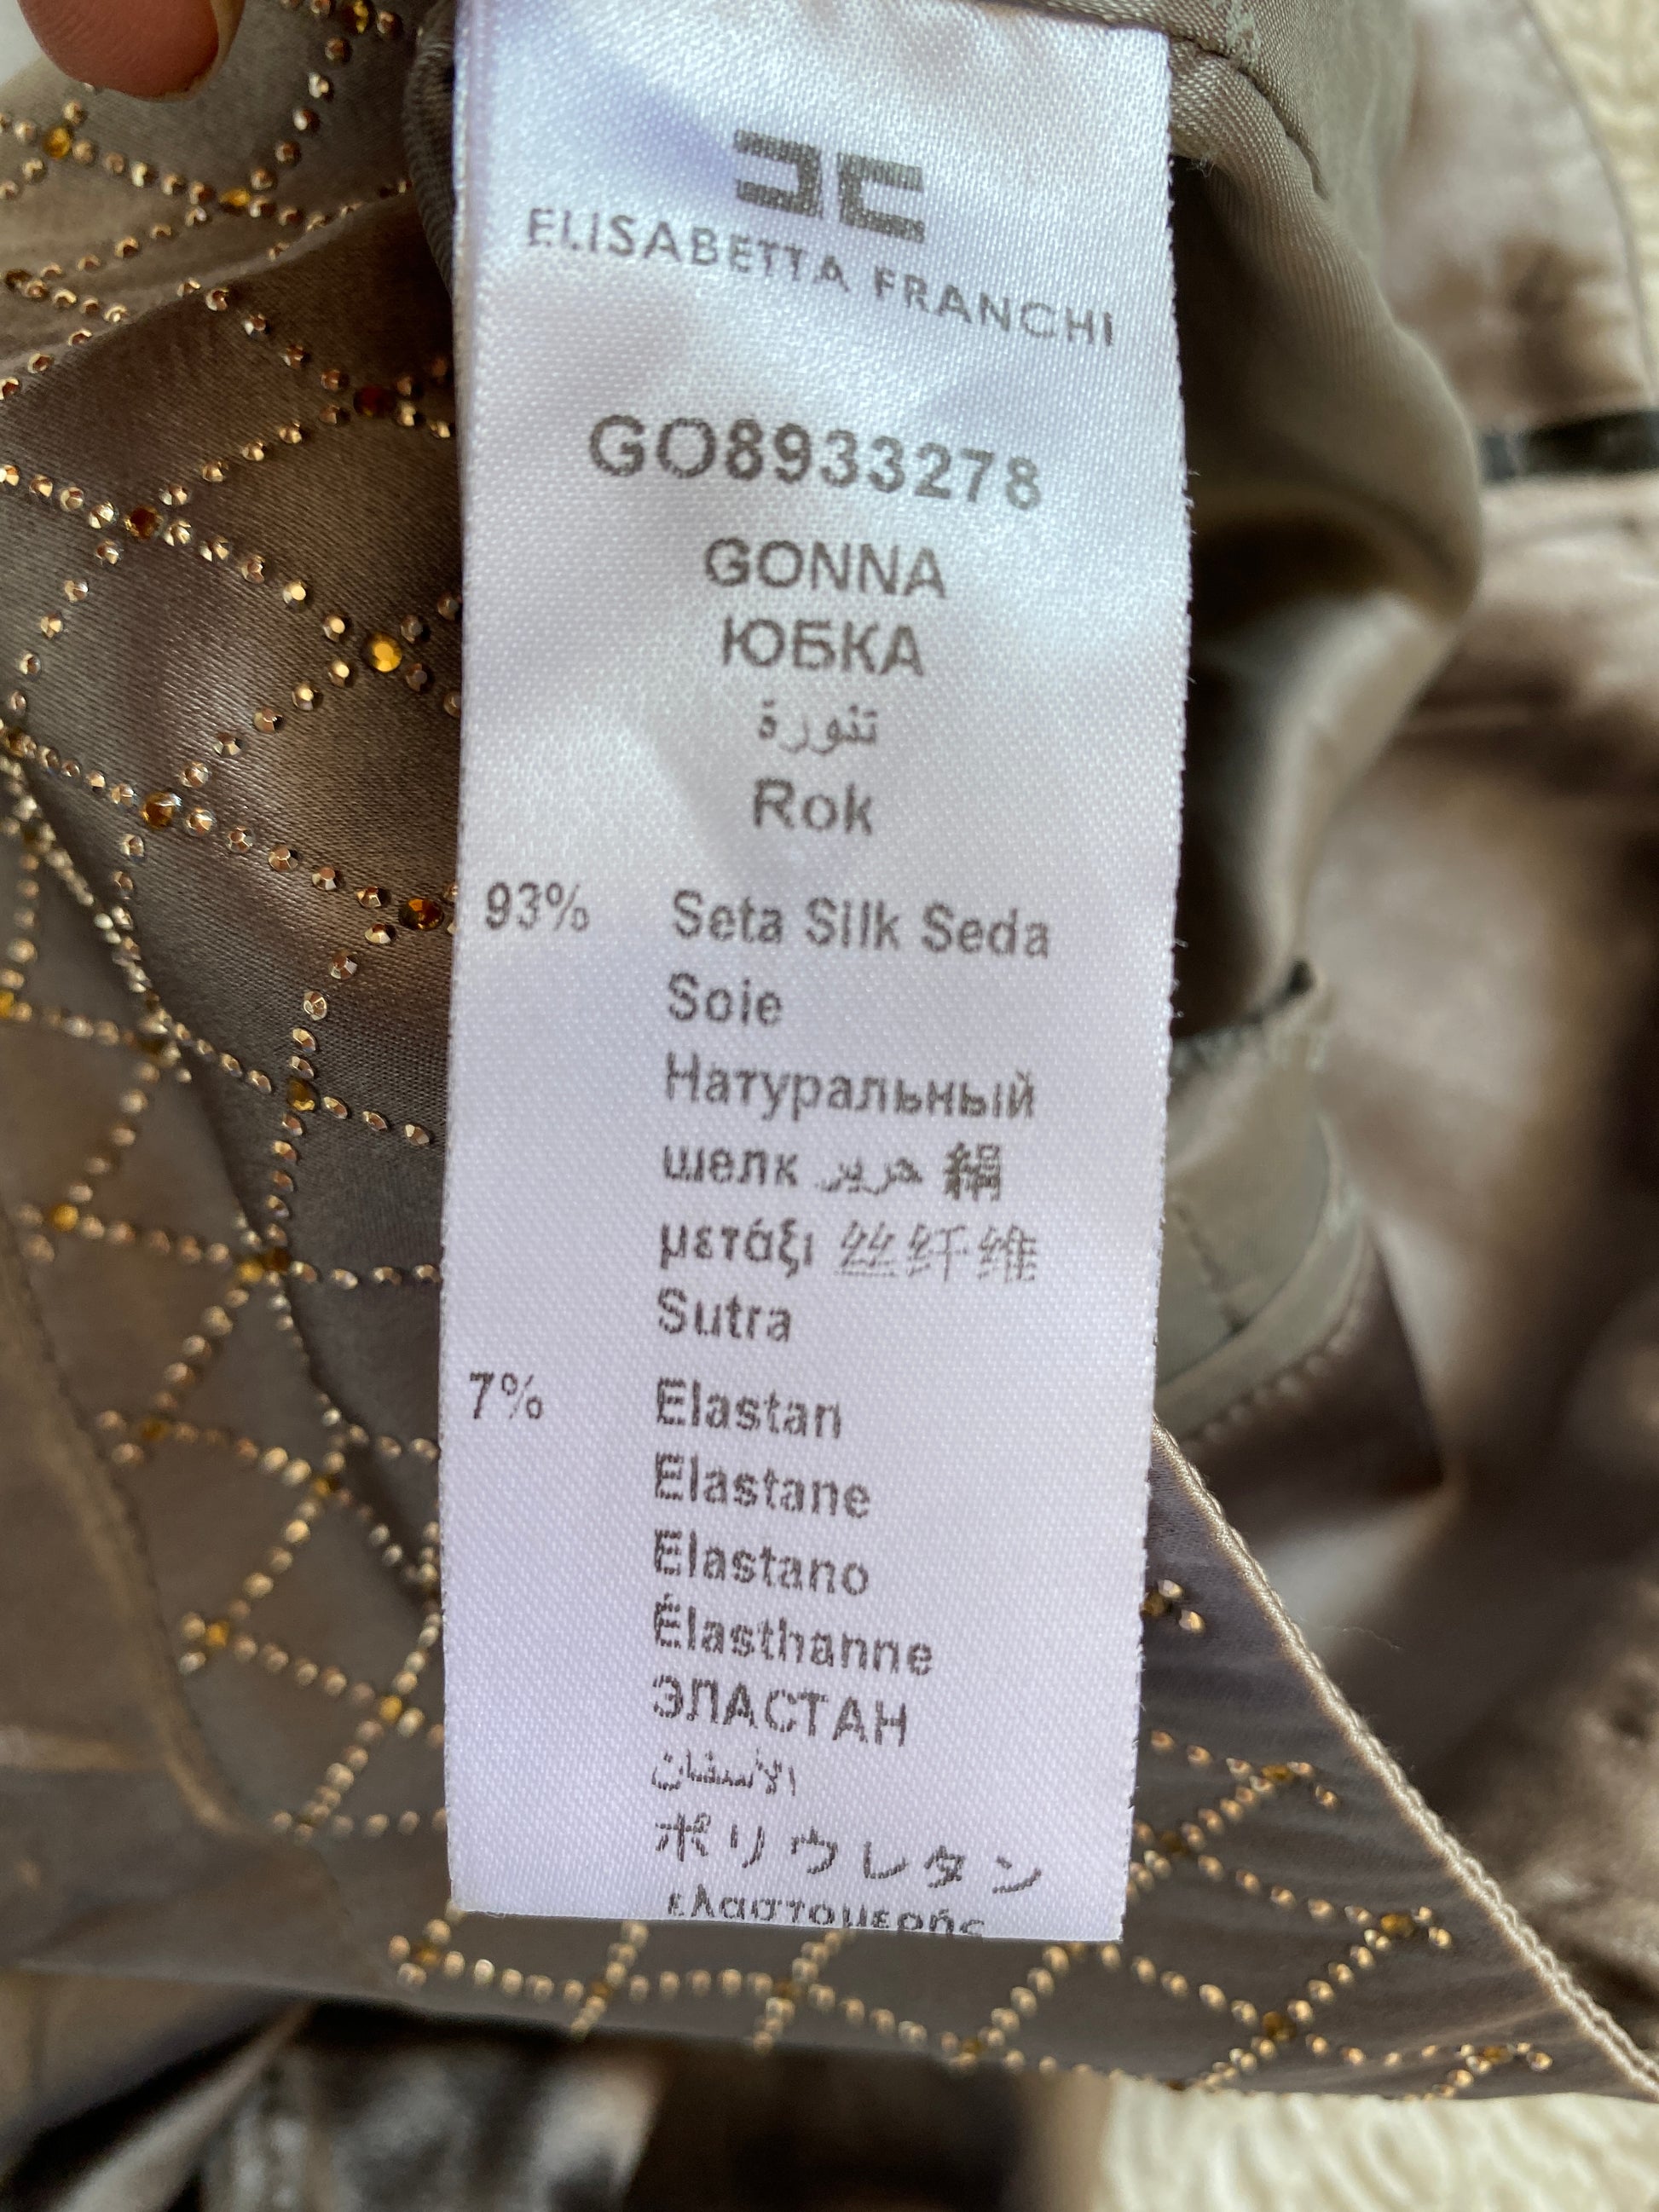 ELISABETTA FRANCHI
GO8933278
GONNA
ЮБКА
تنورة
Rok
93% Seta Silk Seda
Soie
Натуральный
шелк حرير 絹
μετάξι 丝纤维
Sutra
7% Elastan
Elastane
Elastano
Élasthanne
ЭЛАСТАН
ポリウレタン
ελαστομερής